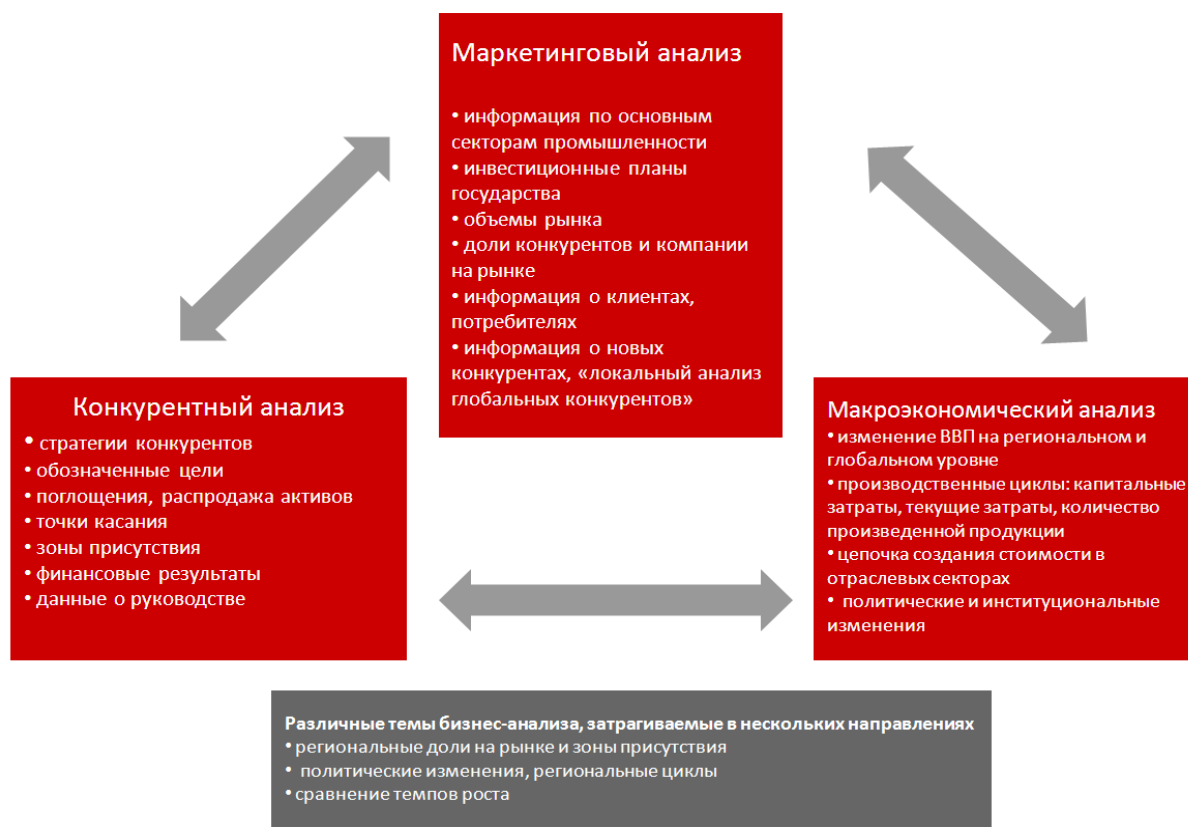 Маркетинговый анализ
• информация по основным
секторам промышленности
• инвестиционные планы
государства
• объемы рынка
• доли конкурентов и компании
на рынке
• информация о клиентах,
потребителях
• информация о новых
конкурентах, «локальный анализ
глобальных конкурентов»
Конкурентный анализ
• стратегии конкурентов
• обозначенные цели
• поглощения, распродажа активов
• точки касания
• зоны присутствия
• финансовые результаты
• данные о руководстве
Макроэкономический анализ
• изменение ВВП на региональном и
глобальном уровне
• производственные циклы: капитальные
затраты, текущие затраты, количество
произведенной продукции
• цепочка создания стоимости в
отраслевых секторах
• политические и институциональные
изменения
Различные темы бизнес-анализа, затрагиваемые в нескольких направлениях
• региональные доли на рынке и зоны присутствия
• политические изменения, региональные циклы
• сравнение темпов роста